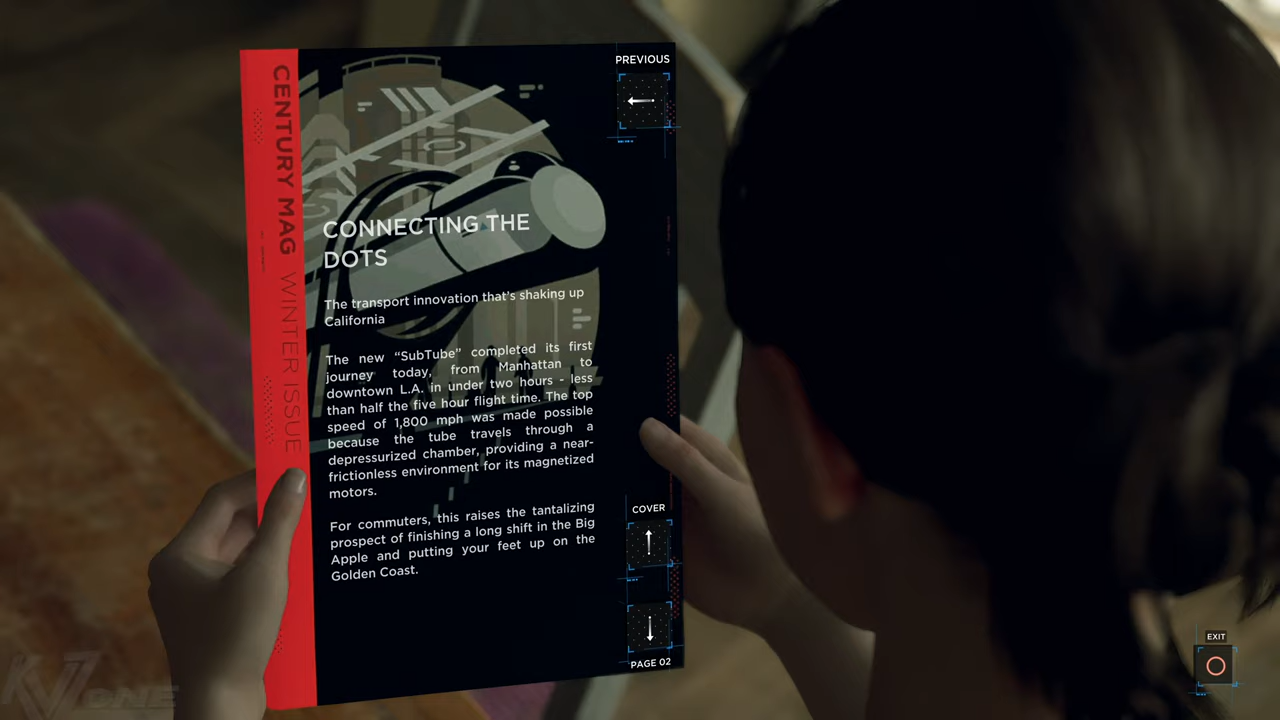 CENTURY MAG WINTER ISSUE
PREVIOUS
CONNECTING THE
DOTS
The transport innovation that's shaking up
California
The new “SubTube” completed its first
journey today, from Manhattan to
downtown L.A. in under two hours - less
than half the five hour flight time. The top
speed of 1,800 mph was made possible
because the tube travels through a
depressurized chamber, providing a near-
frictionless environment for its magnetized
motors.
For commuters, this raises the tantalizing
prospect of finishing a long shift in the Big
Apple and putting your feet up on the
Golden Coast.
COVER
PAGE 02
EXIT